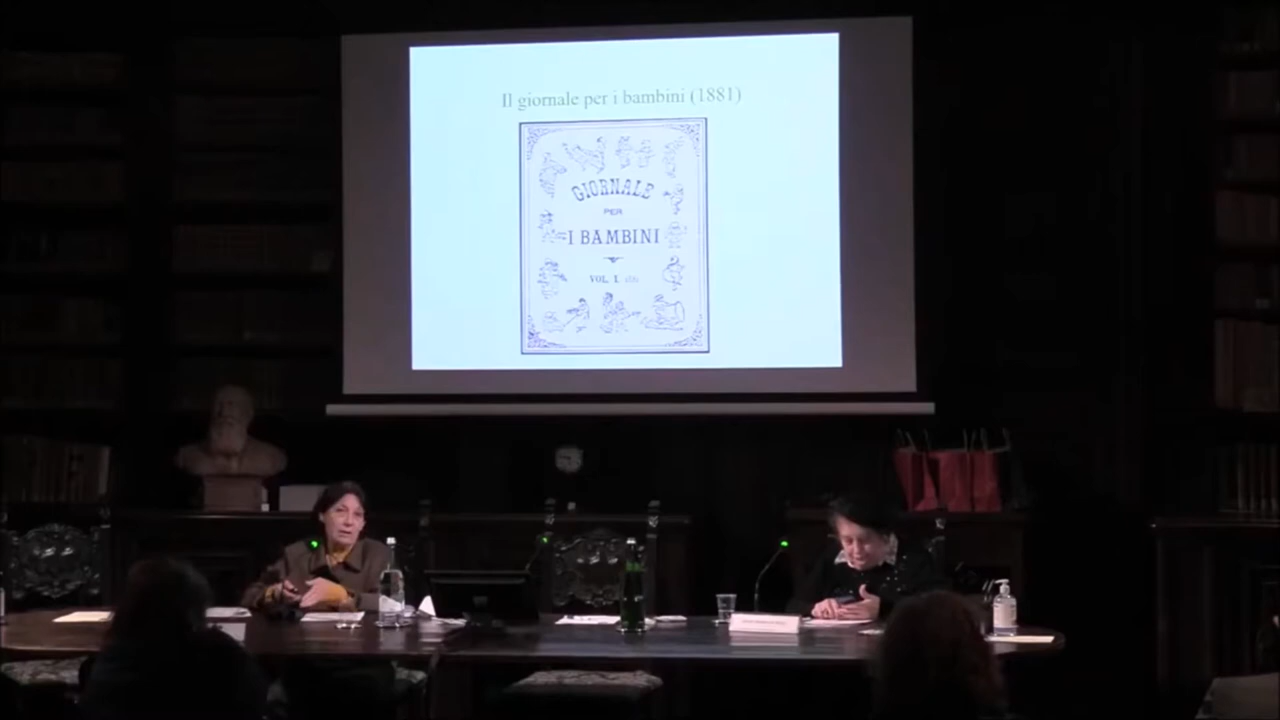 Il giornale per i bambini (1881)
GIORNALE
PER
I BAMBINI
VOL. I.